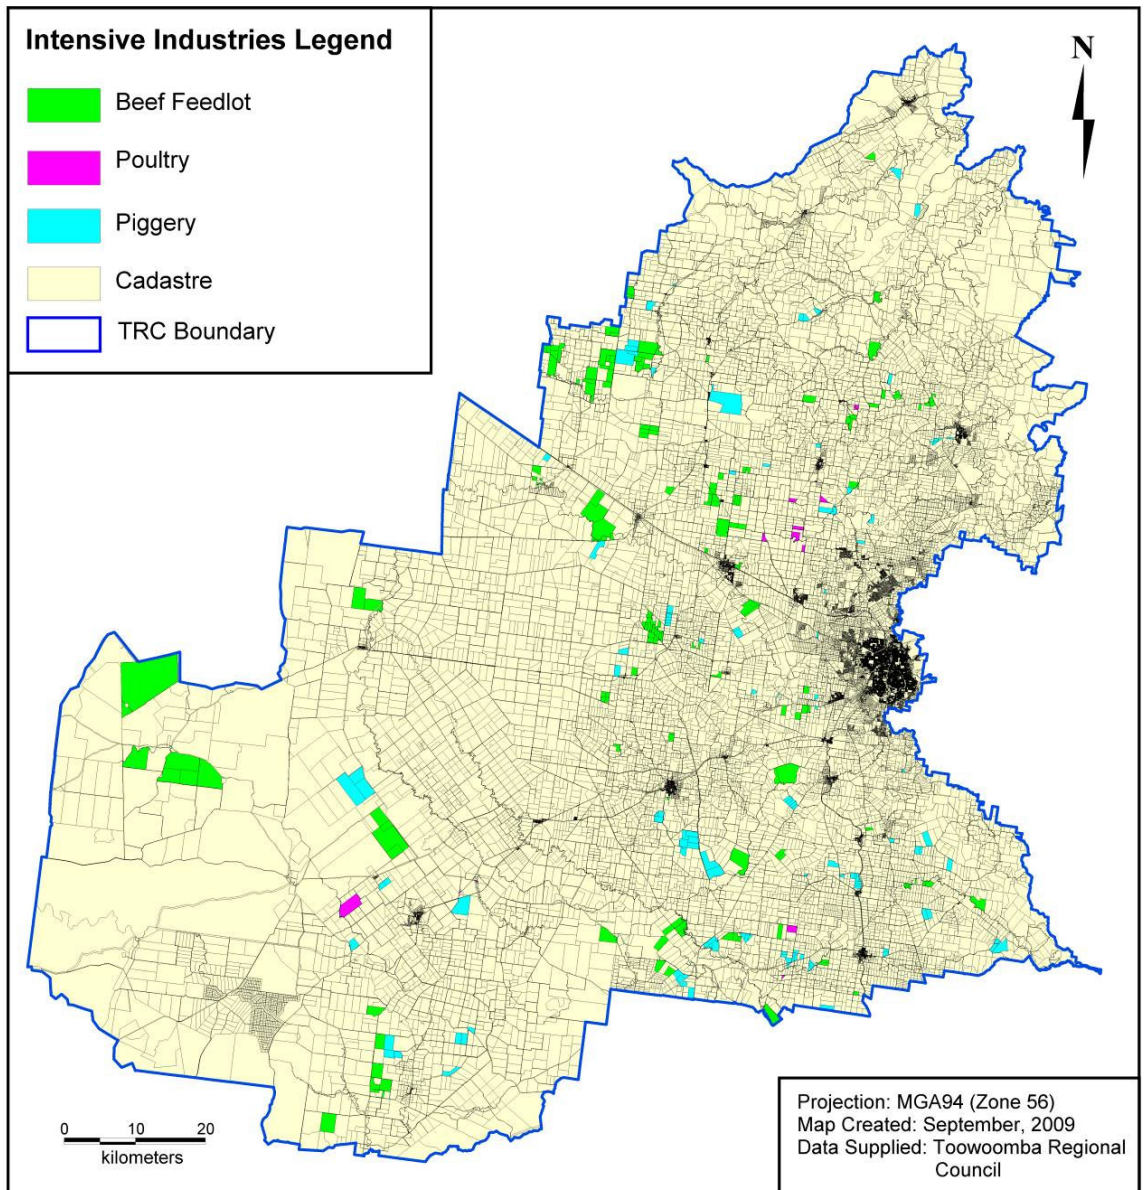 Intensive Industries Legend
Beef Feedlot
Poultry
Piggery
Cadastre
TRC Boundary
N
0 10 20
kilometers
Projection: MGA94 (Zone 56)
Map Created: September, 2009
Data Supplied: Toowoomba Regional
Council